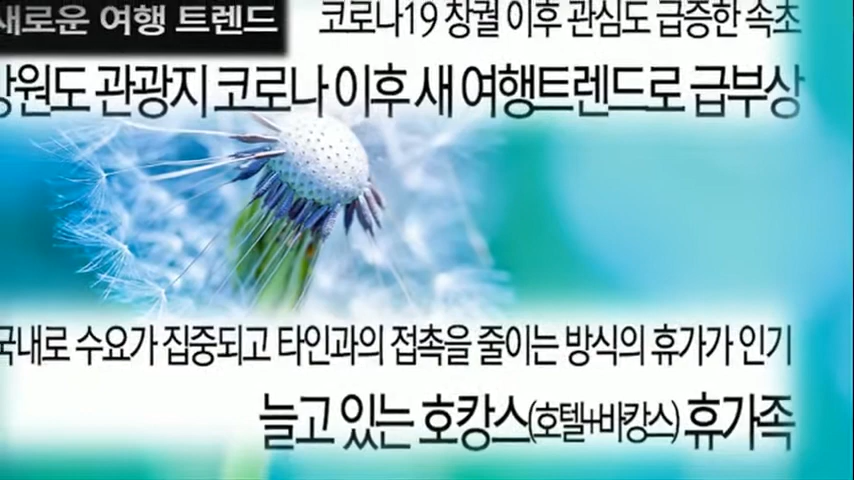 새로운 여행 트렌드
코로나19 창궐 이후 관심도 급증한 속초
강원도 관광지 코로나 이후 새 여행트렌드로 급부상
국내로 수요가 집중되고 타인과의 접촉을 줄이는 방식의 휴가가 인기
늘고 있는 호캉스(호텔+바캉스) 휴가족